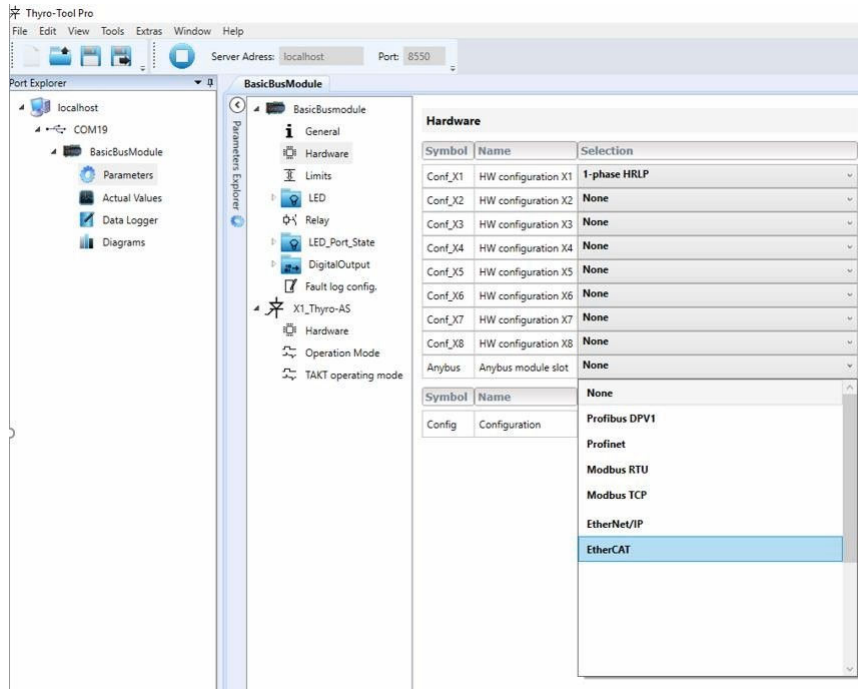 Thyro-Tool Pro
File Edit View Tools Extras Window Help
Server Adress: localhost Port: 8550
Port Explorer
localhost
COM19
BasicBusModule
Parameters
Actual Values
Data Logger
Diagrams
BasicBusModule
Parameters Explorer
BasicBusmodule
General
Hardware
Limits
LED
Relay
LED_Port_State
DigitalOutput
Fault log config.
X1_Thyro-AS
Hardware
Operation Mode
TAKT operating mode
Hardware
Symbol Name Selection
Conf_X1 HW configuration X1 1-phase HRLP
Conf_X2 HW configuration X2 None
Conf_X3 HW configuration X3 None
Conf_X4 HW configuration X4 None
Conf_X5 HW configuration X5 None
Conf_X6 HW configuration X6 None
Conf_X7 HW configuration X7 None
Conf_X8 HW configuration X8 None
Anybus Anybus module slot None
Symbol Name
Config Configuration
None
Profibus DPV1
Profinet
Modbus RTU
Modbus TCP
EtherNet/IP
EtherCAT